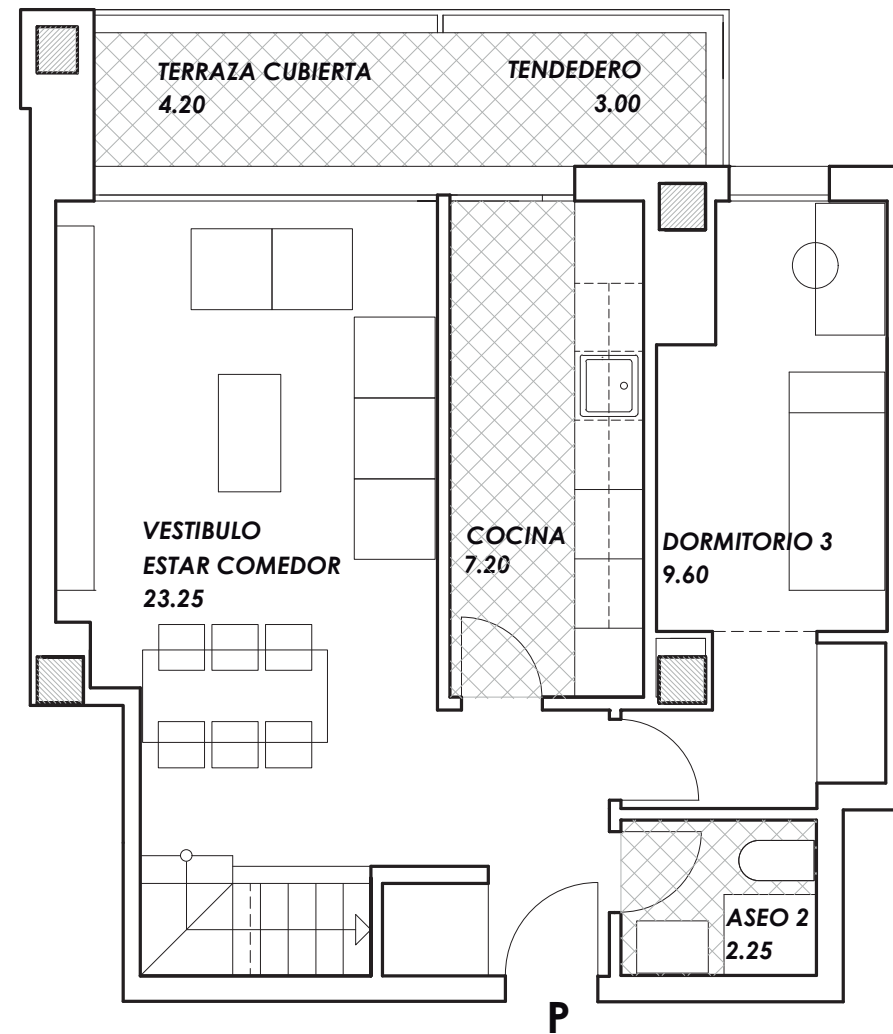 TERRAZA CUBIERTA
4.20
TENDEDERO
3.00
VESTIBULO
ESTAR COMEDOR
23.25
COCINA
7.20
DORMITORIO 3
9.60
ASEO 2
2.25
P